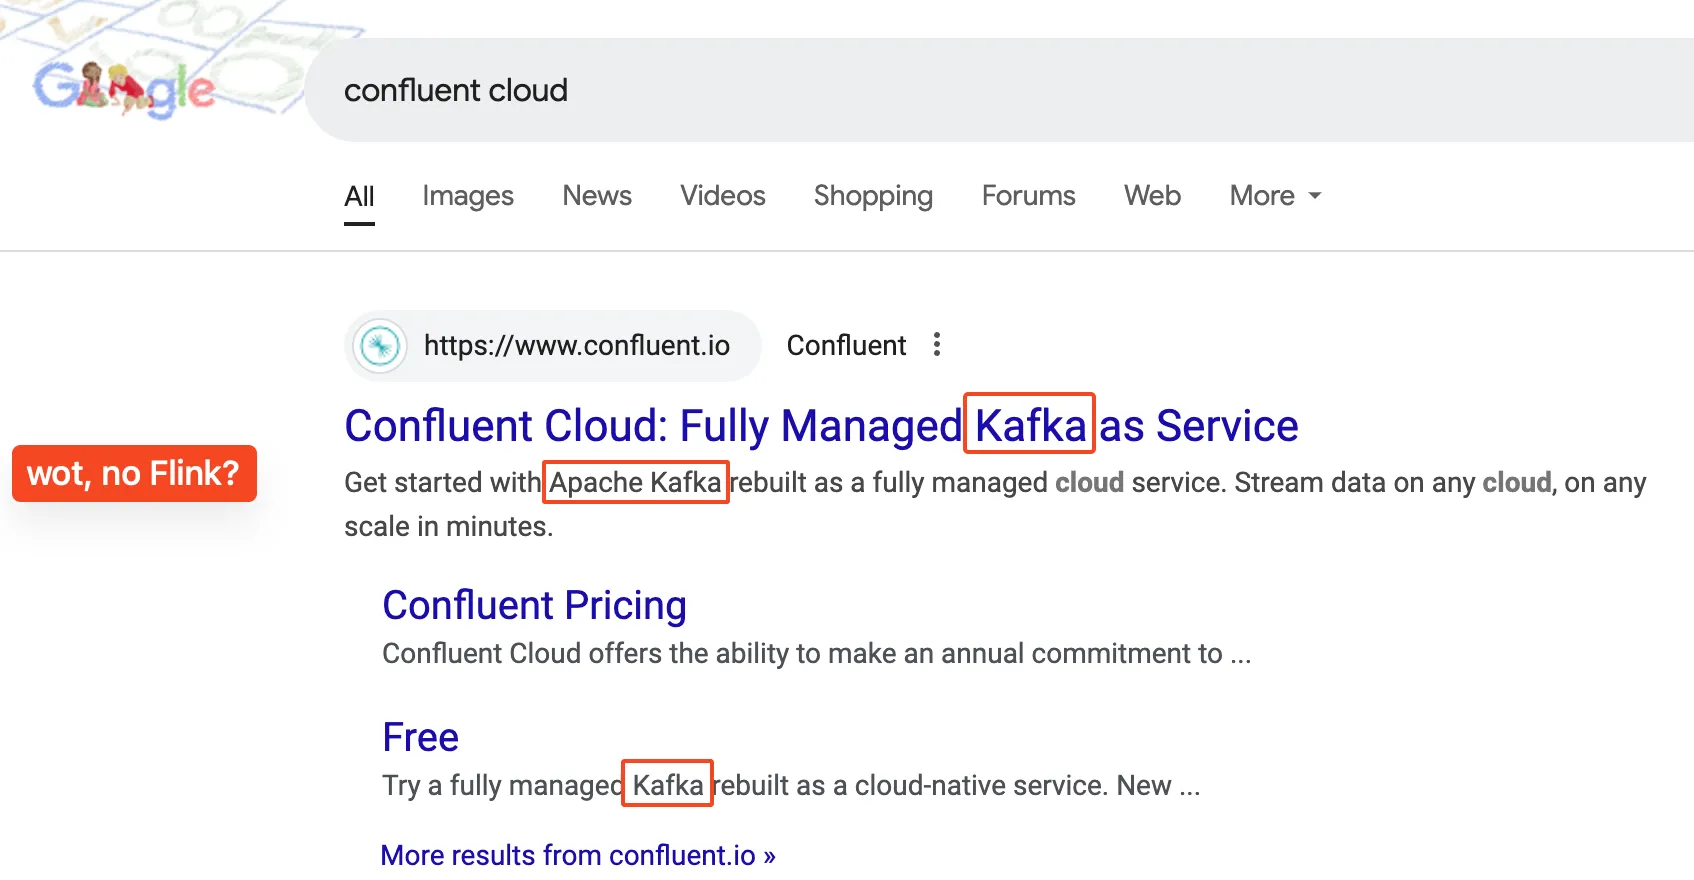 Google
confluent cloud
All Images News Videos Shopping Forums Web More
https://www.confluent.io Confluent
Confluent Cloud: Fully Managed Kafka as Service
wot, no Flink?
Get started with Apache Kafka rebuilt as a fully managed cloud service. Stream data on any cloud, on any
scale in minutes.
Confluent Pricing
Confluent Cloud offers the ability to make an annual commitment to ...
Free
Try a fully managed Kafka rebuilt as a cloud-native service. New ...
More results from confluent.io »